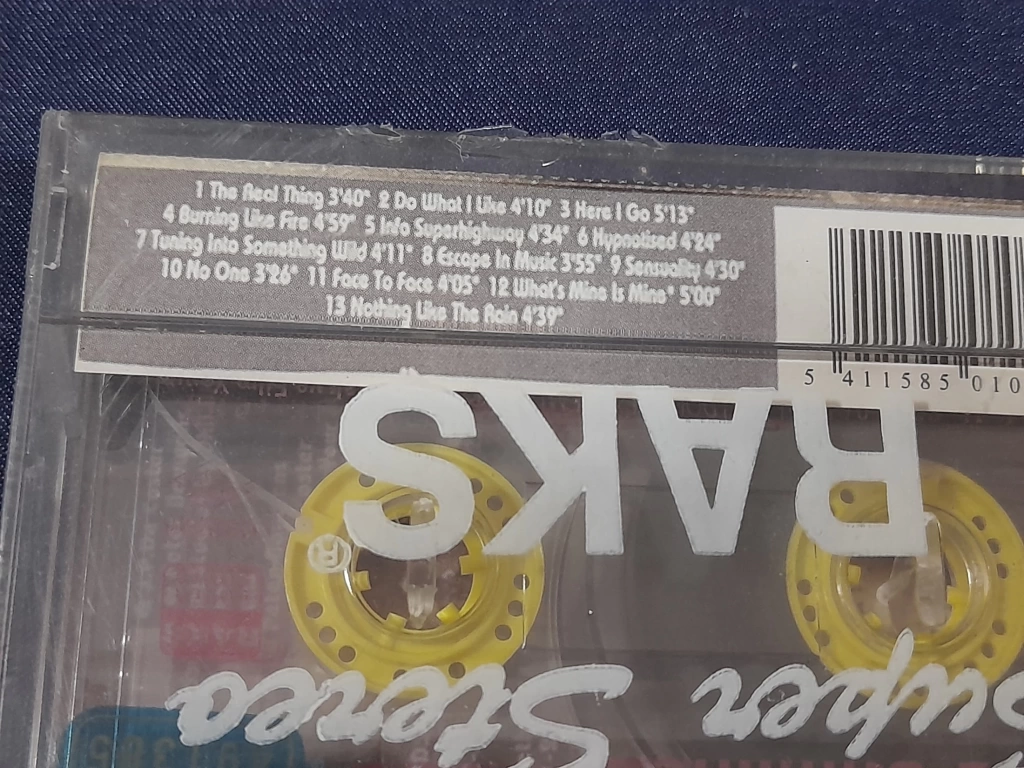 1 The Real Thing 3'40" 2 Do What I Like 4'10" 3 Here I Go 5'13"
4 Burning Like Fire 4'59" 5 Info Superhighway 4'34" 6 Hypnotised 4'24"
7 Tuning Into Something Wild 4'11" 8 Escape In Music 3'55" 9 Sensuality 4'30"
10 No One 3'26" 11 Face To Face 4'05" 12 What's Mine Is Mine* 5'00"
13 Nothing Like The Rain 4'39"
5 411585 010
RAKS®
Super Stereo